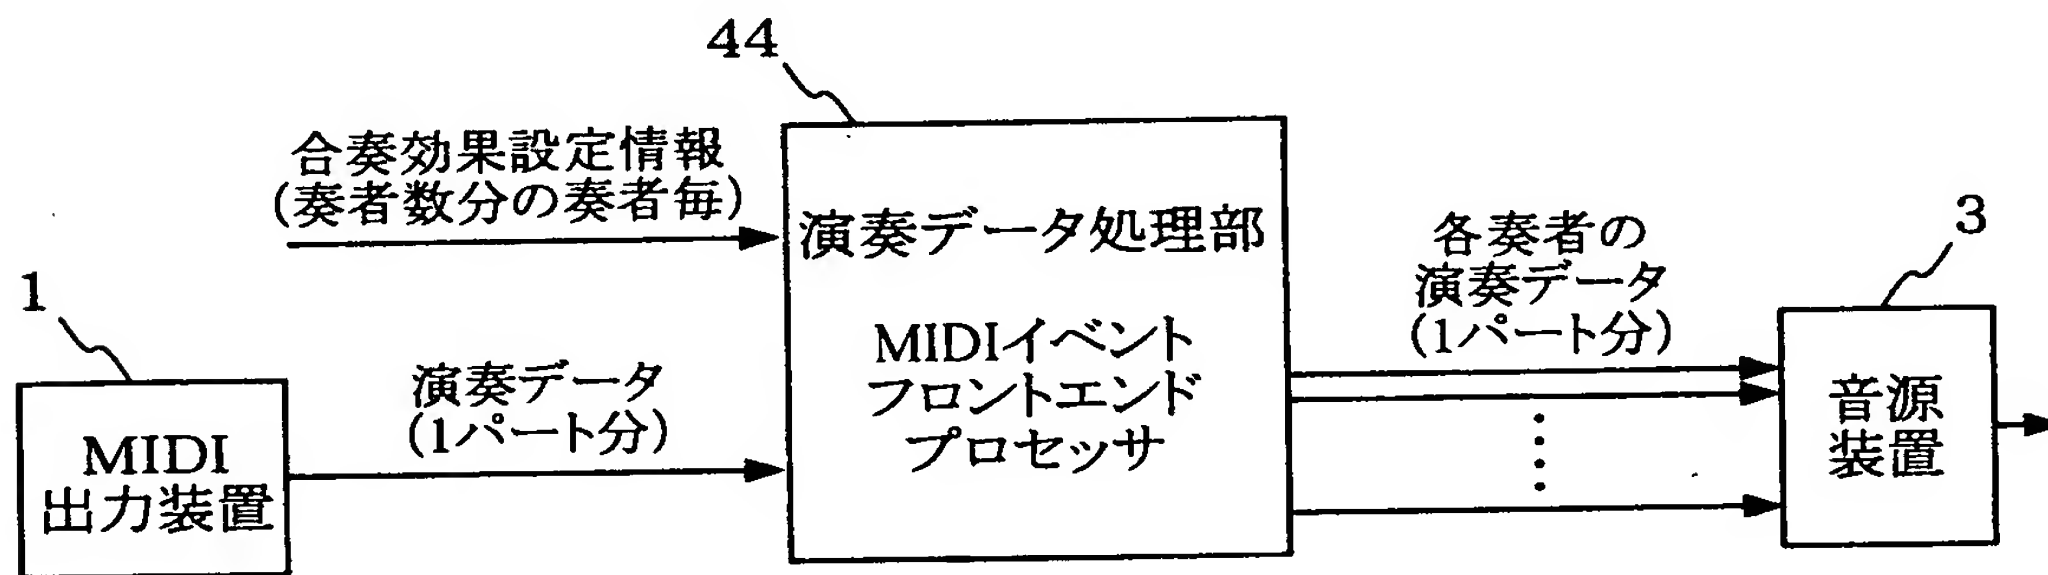 44
合奏効果設定情報
(奏者数分の奏者毎)
1
MIDI
出力装置
演奏データ
(1パート分)
演奏データ処理部
MIDIイベント
フロントエンド
プロセッサ
各奏者の
演奏データ
(1パート分)
3
音源
装置